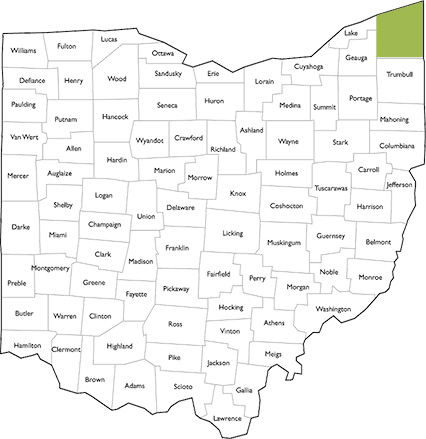 Lucas
Lake
Williams
Fulton
Ottawa
Geauga
Cuyahoga
Defiance
Henry
Wood
Sandusky
Erie
Lorain
Trumbull
Paulding
Seneca
Huron
Medina
Summit
Portage
Putnam
Hancock
Mahoning
Van Wert
Wyandot
Crawford
Ashland
Wayne
Stark
Columbiana
Allen
Richland
Hardin
Marion
Holmes
Carroll
Mercer
Auglaize
Morrow
Tuscarawas
Jefferson
Logan
Knox
Shelby
Union
Delaware
Coshocton
Harrison
Champaign
Darke
Miami
Licking
Guernsey
Franklin
Muskingum
Belmont
Clark
Madison
Montgomery
Fairfield
Noble
Preble
Greene
Perry
Monroe
Fayette
Pickaway
Morgan
Hocking
Washington
Butler
Warren
Clinton
Ross
Athens
Vinton
Hamilton
Clermont
Highland
Pike
Jackson
Meigs
Brown
Adams
Scioto
Gallia
Lawrence